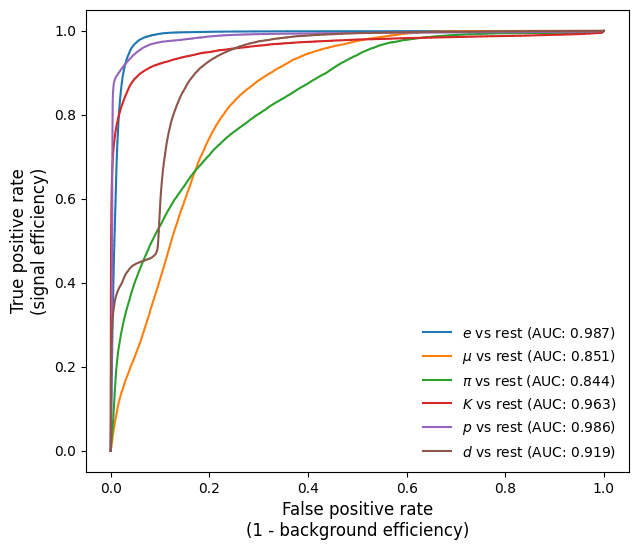 True positive rate
(signal efficiency)
1.0
0.8
0.6
0.4
0.2
0.0
e vs rest (AUC: 0.987)
μ vs rest (AUC: 0.851)
π vs rest (AUC: 0.844)
K vs rest (AUC: 0.963)
p vs rest (AUC: 0.986)
d vs rest (AUC: 0.919)
0.0 0.2 0.4 0.6 0.8 1.0
False positive rate
(1 - background efficiency)